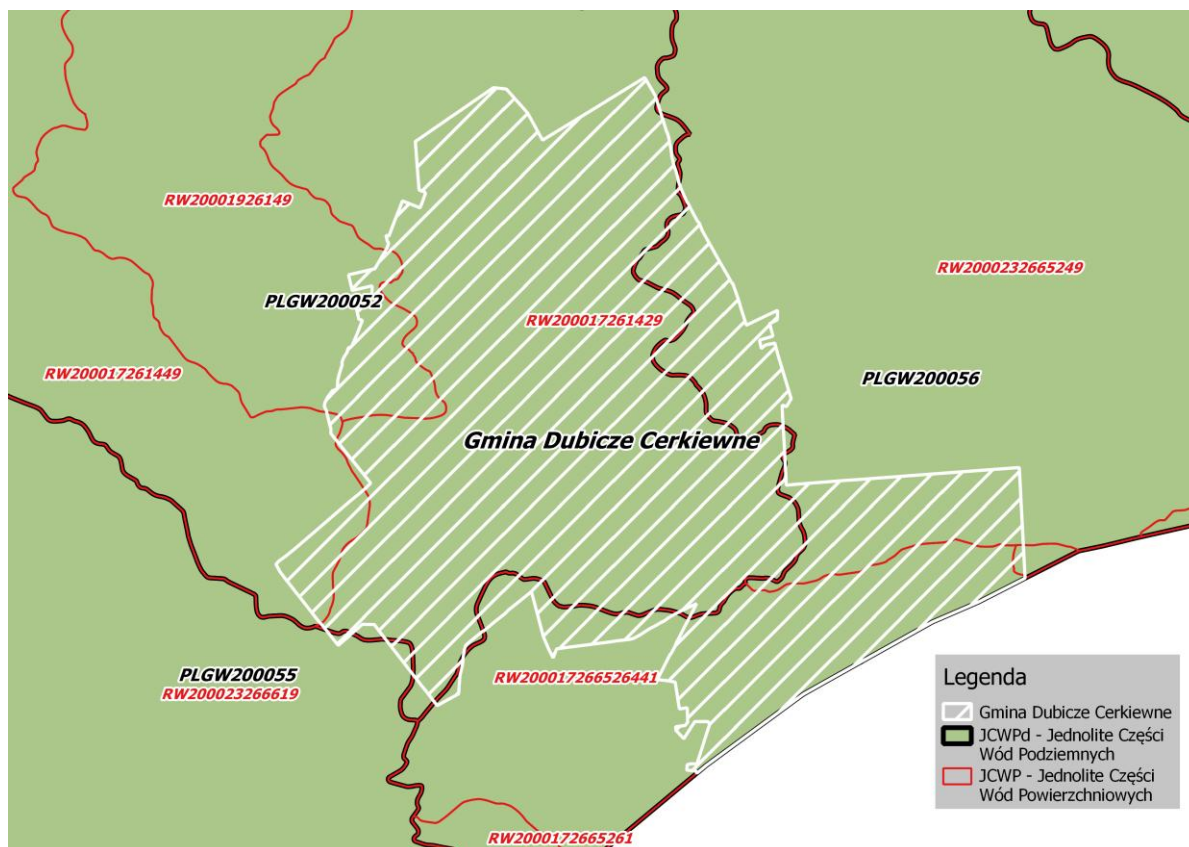 RW20001926149
RW2000232665249
PLGW200052
RW200017261429
RW200017261449
PLGW200056
Gmina Dubicze Cerkiewne
PLGW200055
RW200023266619
RW200017266526441
RW2000172665261
Legenda
Gmina Dubicze Cerkiewne
JCWPd - Jednolite Części
Wód Podziemnych
JCWP - Jednolite Części
Wód Powierzchniowych